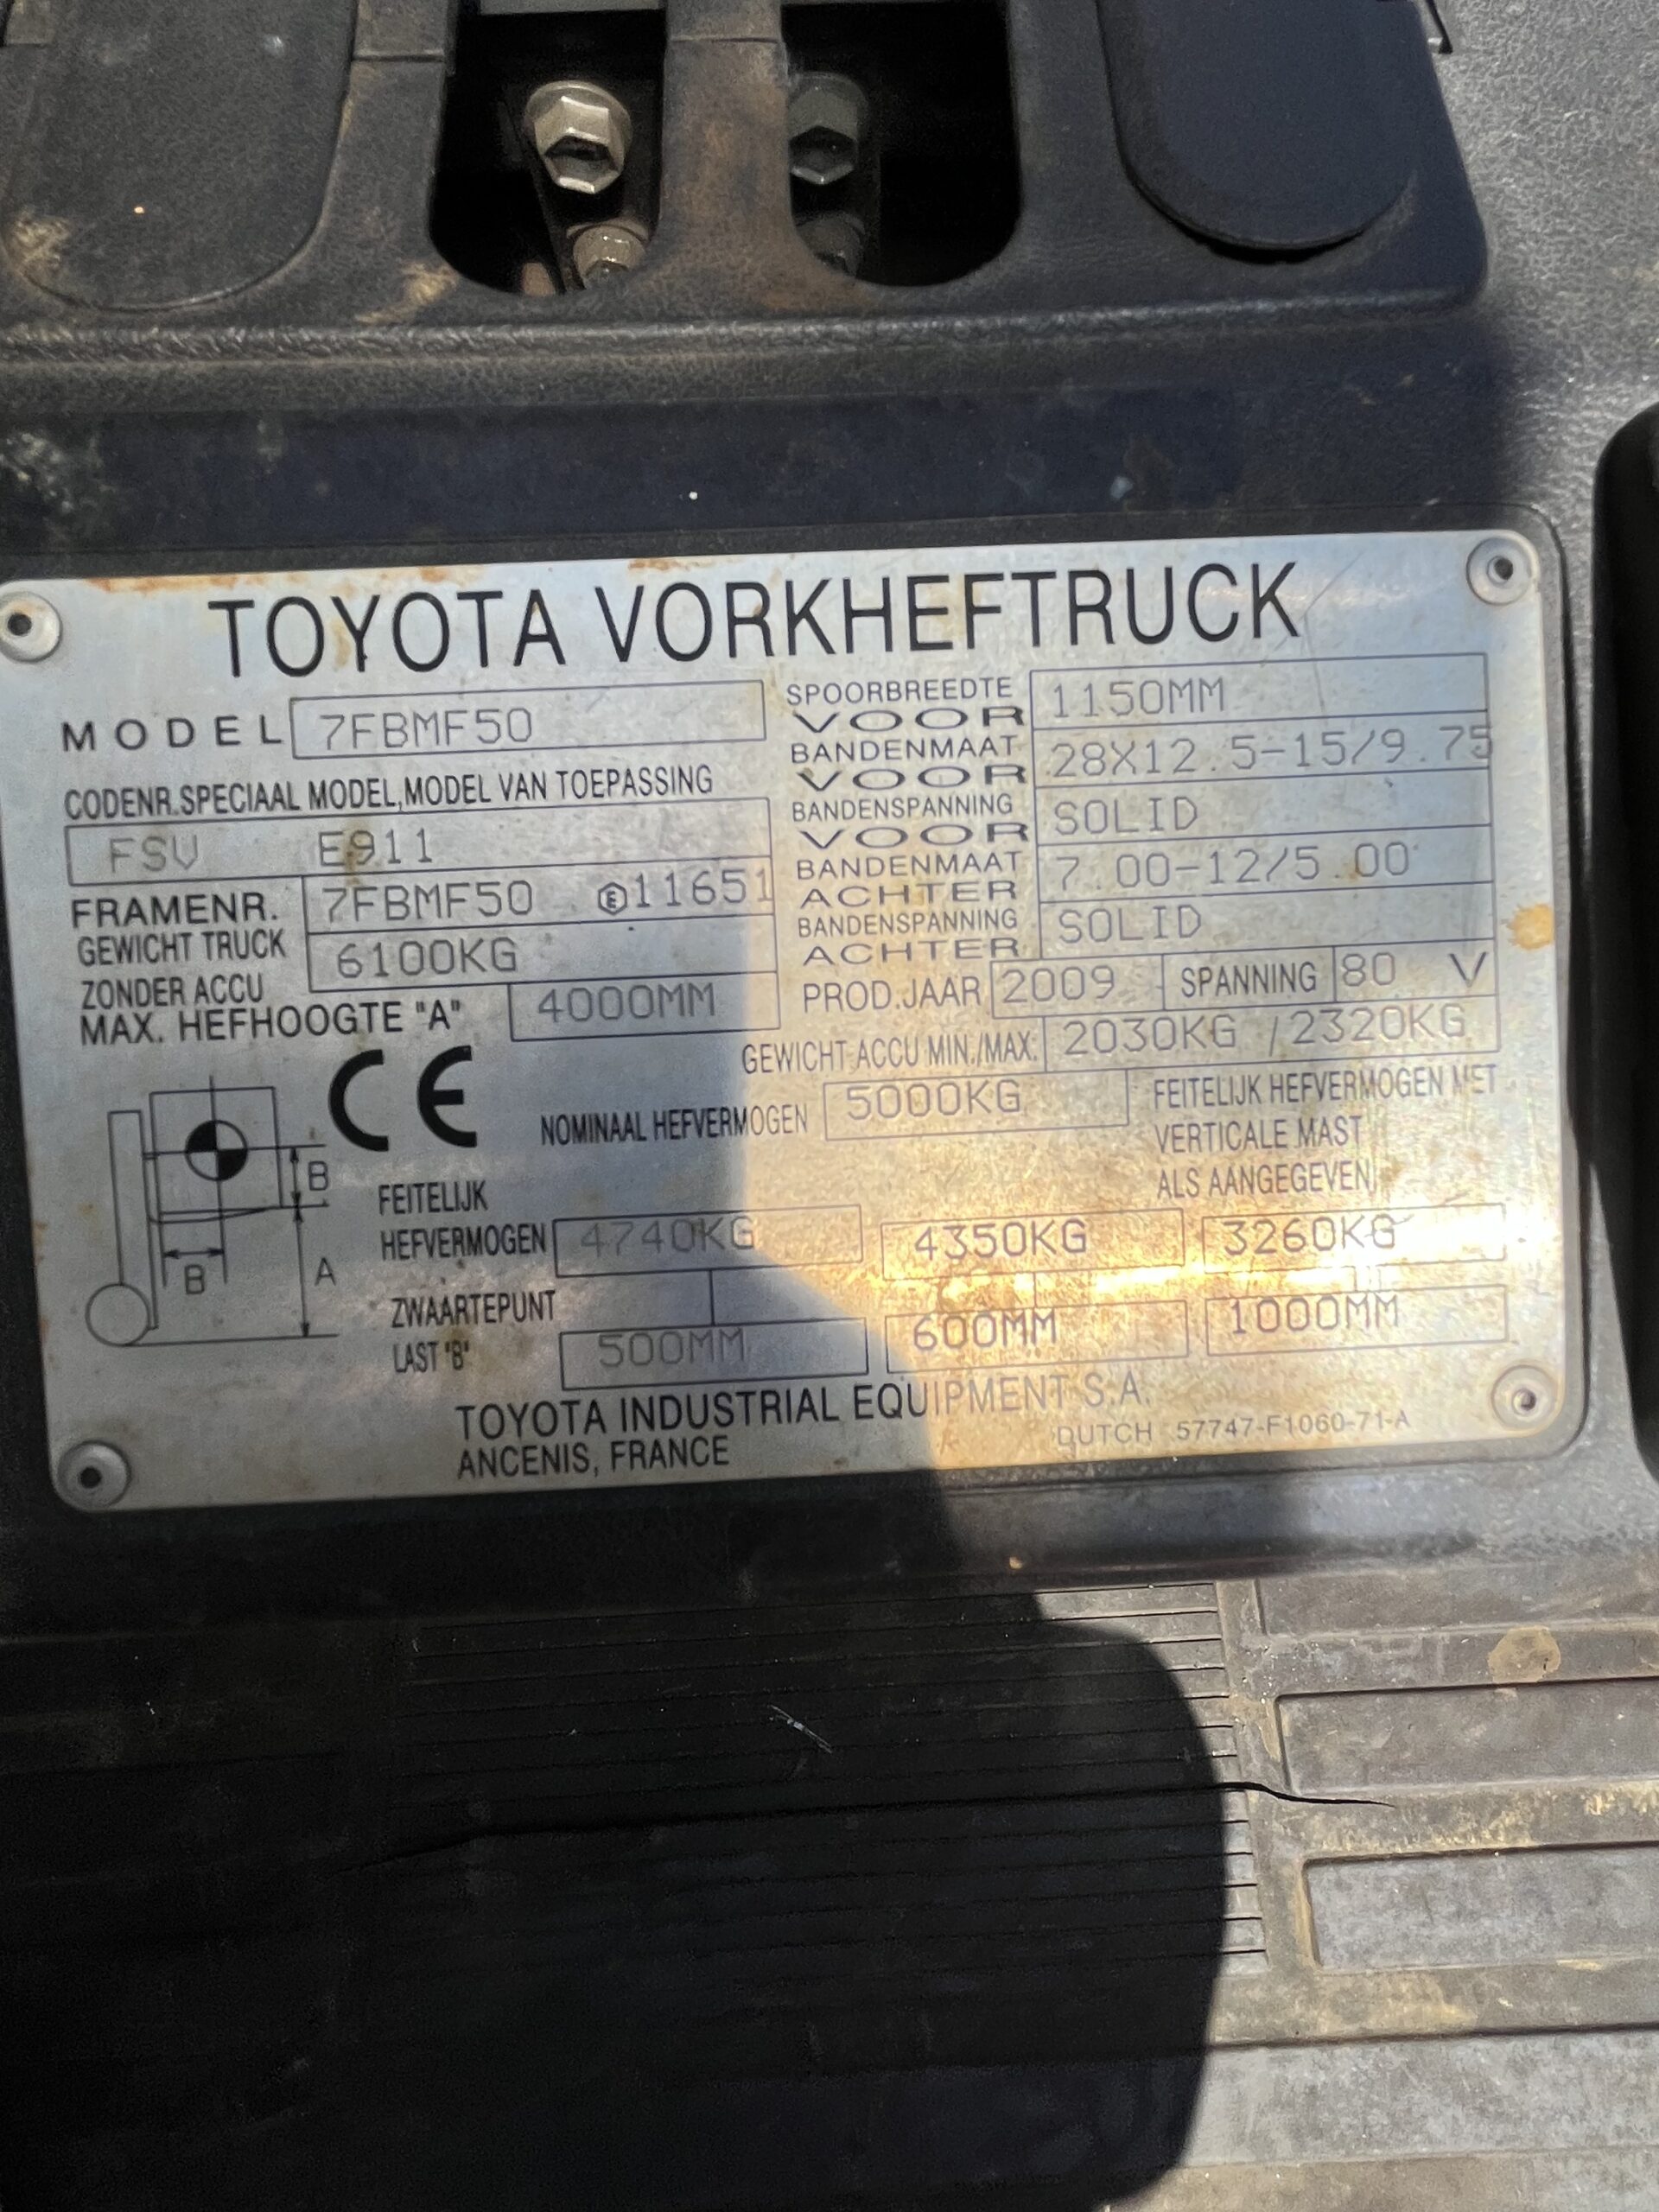 TOYOTA VORKHEFTRUCK
MODEL 7FBMF50
CODENR.SPECIAAL MODEL,MODEL VAN TOEPASSING
FSV E911
FRAMENR. 7FBMF50 Ⓔ11651
GEWICHT TRUCK
ZONDER ACCU 6100KG
MAX. HEFHOOGTE "A" 4000MM
SPOORBREEDTE
VOOR 1150MM
BANDENMAAT
VOOR 28X12.5-15/9.75
BANDENSPANNING
VOOR SOLID
BANDENMAAT
ACHTER 7.00-12/5.00
BANDENSPANNING
ACHTER SOLID
PROD.JAAR 2009 SPANNING 80 V
GEWICHT ACCU MIN./MAX. 2030KG /2320KG
CE
NOMINAAL HEFVERMOGEN 5000KG
FEITELIJK HEFVERMOGEN MET
VERTICALE MAST
ALS AANGEGEVEN
B
B
A
FEITELIJK
HEFVERMOGEN 4740KG 4350KG 3260KG
ZWAARTEPUNT
LAST "B" 500MM 600MM 1000MM
TOYOTA INDUSTRIAL EQUIPMENT S.A.
ANCENIS, FRANCE
DUTCH 57747-F1060-71-A